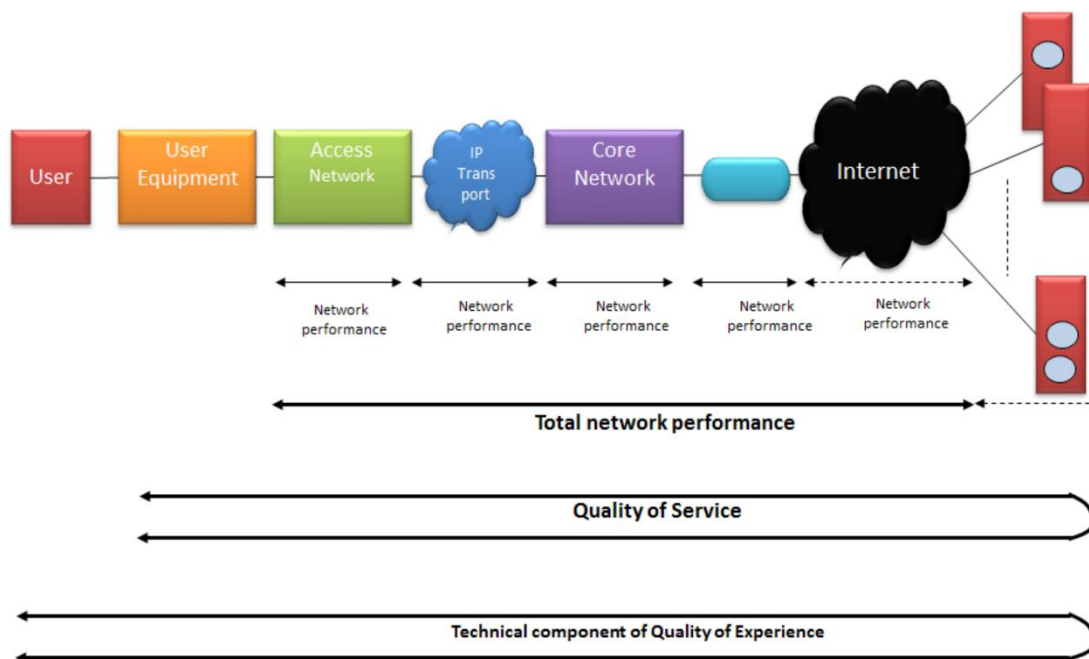 User
User
Equipment
Access
Network
IP
Trans
port
Core
Network
Internet
Network
performance
Network
performance
Network
performance
Network
performance
Network
performance
Total network performance
Quality of Service
Technical component of Quality of Experience